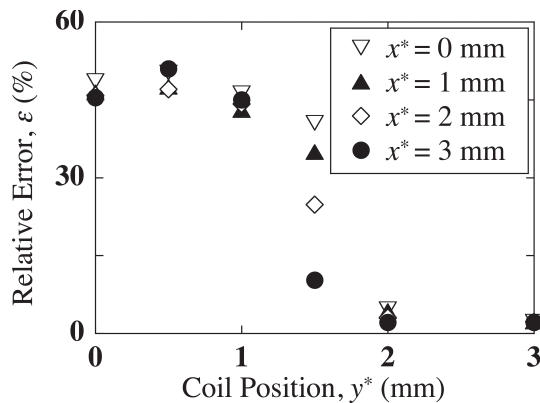 60
30
0
Relative Error, ε (%)
x* = 0 mm
x* = 1 mm
x* = 2 mm
x* = 3 mm
0 1 2 3
Coil Position, y* (mm)